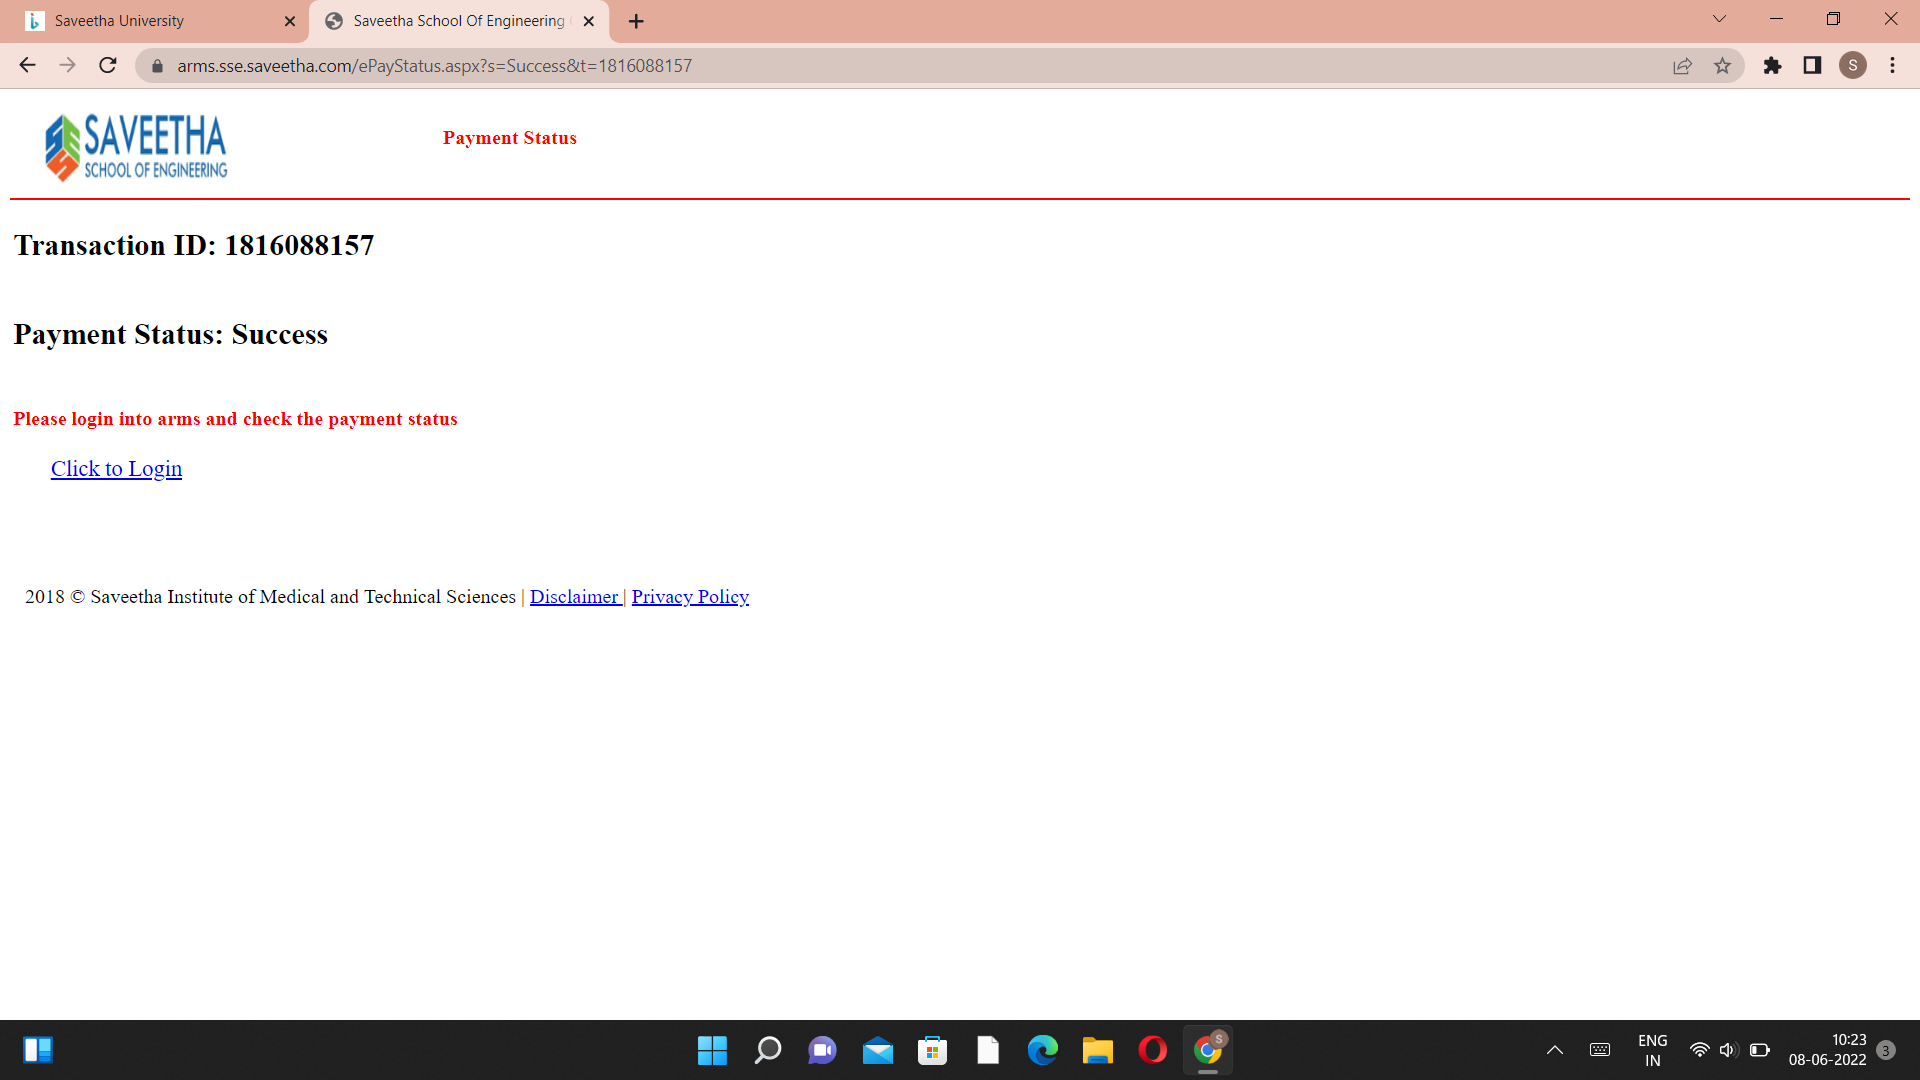 Saveetha University
Saveetha School Of Engineering
arms.sse.saveetha.com/ePayStatus.aspx?s=Success&t=1816088157
S
SAVEETHA
SCHOOL OF ENGINEERING
Payment Status
Transaction ID: 1816088157
Payment Status: Success
Please login into arms and check the payment status
Click to Login
2018 © Saveetha Institute of Medical and Technical Sciences | Disclaimer | Privacy Policy
S
ENG
IN
10:23
08-06-2022
3